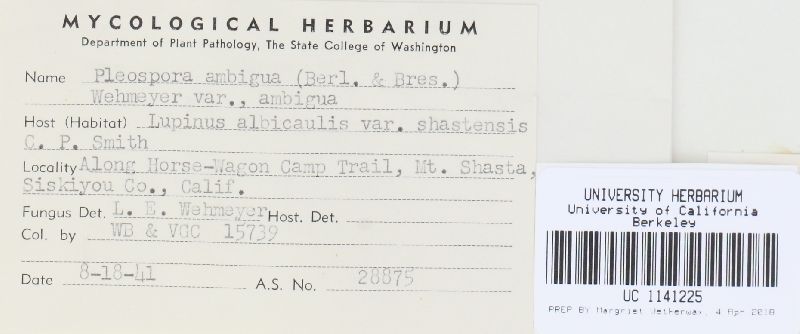 MYCOLOGICAL HERBARIUM
Department of Plant Pathology, The State College of Washington
Name Pleospora ambigua (Berl. & Bres.)
Wehmeyer var., ambigua
Host (Habitat) Lupinus albicaulis var. shastensis
C. P. Smith
Locality Along Horse-Wagon Camp Trail, Mt. Shasta,
Siskiyou Co., Calif.
Fungus Det. L. E. Wehmeyer Host. Det.
Col. by WB & VGC 15739
Date 8-18-41 A.S. No. 28875
UNIVERSITY HERBARIUM
University of California
Berkeley
UC 1141225
PREP BY Margriet Wetherwax, 4 Apr 2018